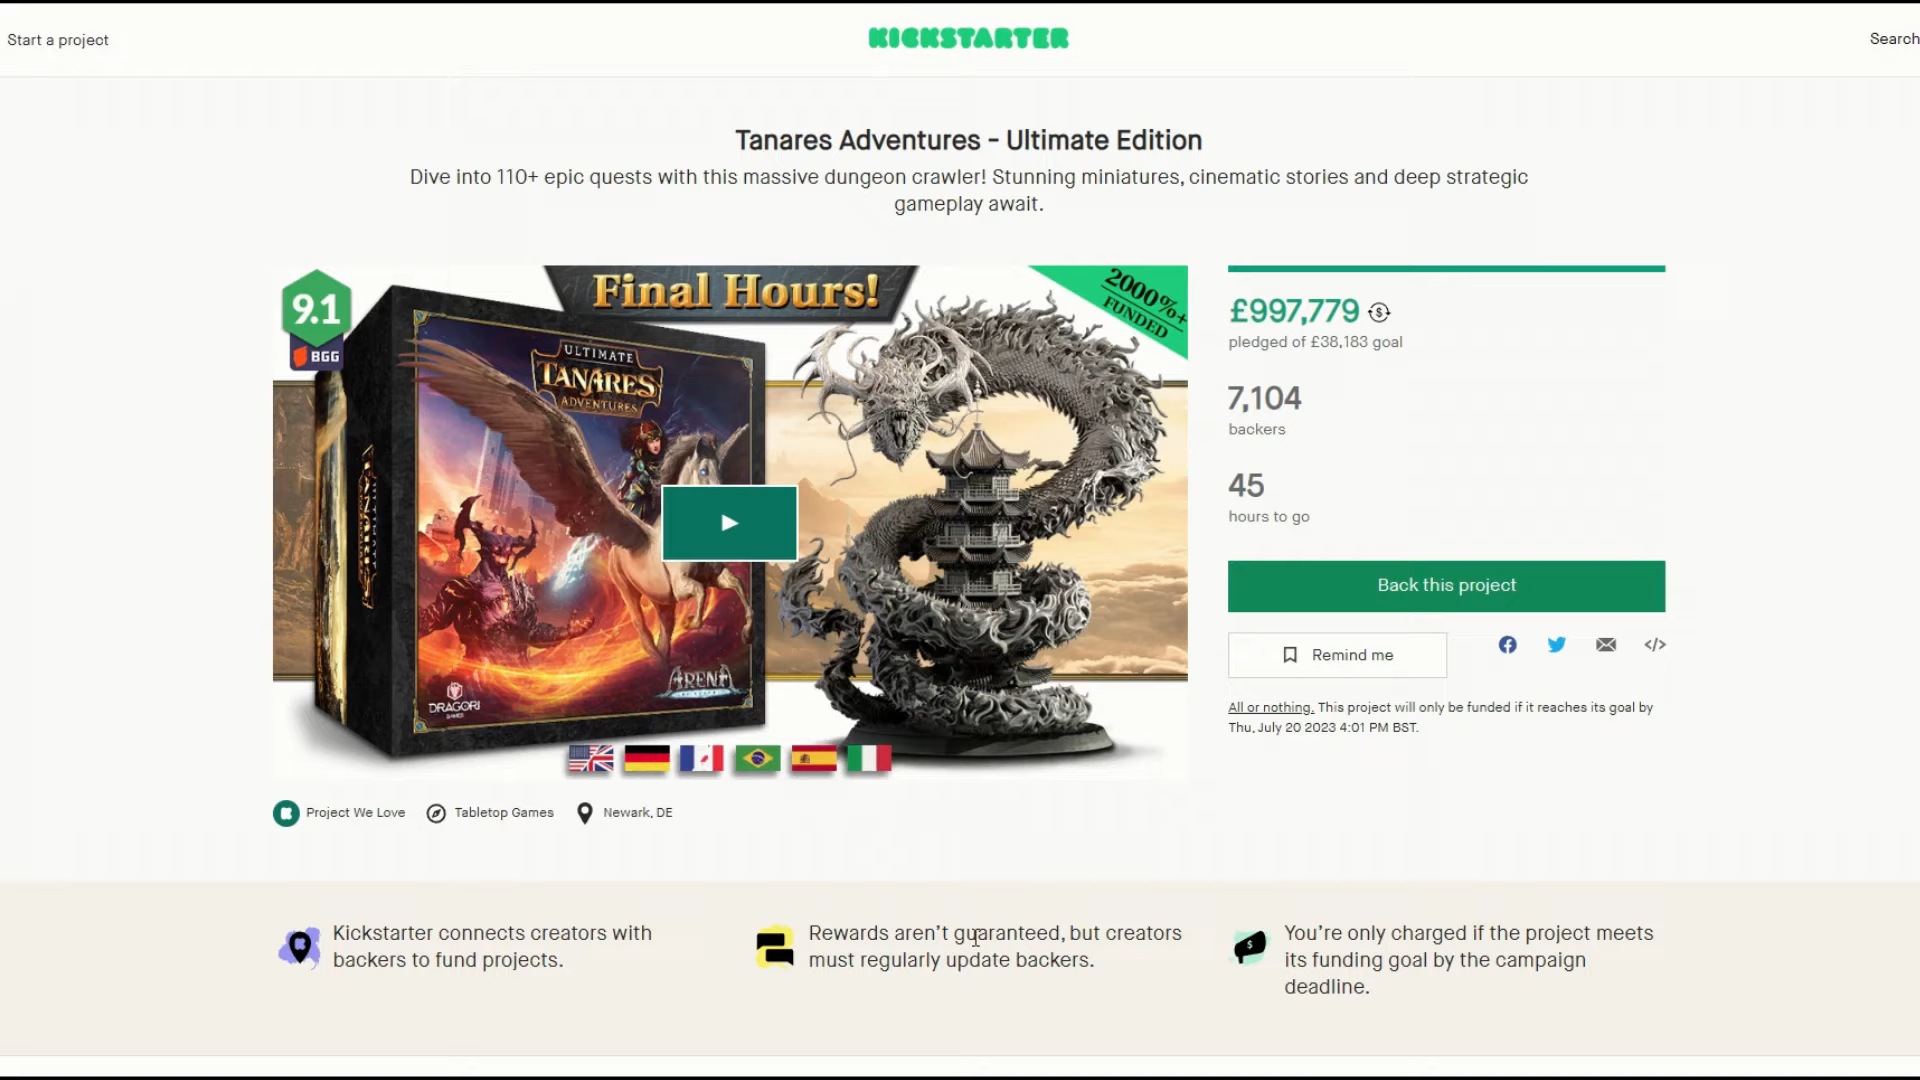 Start a project
KICKSTARTER
Search
Tanares Adventures - Ultimate Edition
Dive into 110+ epic quests with this massive dungeon crawler! Stunning miniatures, cinematic stories and deep strategic
gameplay await.
9.1
BGG
Final Hours!
2000%+
FUNDED
ULTIMATE
TANARES
ADVENTURES
DRAGORI
GAMES
ARENA
£997,779
pledged of £38,183 goal
7,104
backers
45
hours to go
Back this project
Remind me
All or nothing. This project will only be funded if it reaches its goal by
Thu, July 20 2023 4:01 PM BST.
Project We Love
Tabletop Games
Newark, DE
Kickstarter connects creators with
backers to fund projects.
Rewards aren't guaranteed, but creators
must regularly update backers.
You're only charged if the project meets
its funding goal by the campaign
deadline.